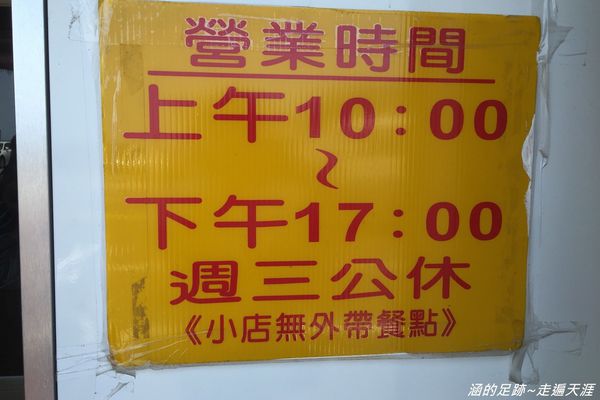 營業時間
上午10：00
～
下午17：00
週三公休
《小店無外帶餐點》
涵的足跡~走遍天涯